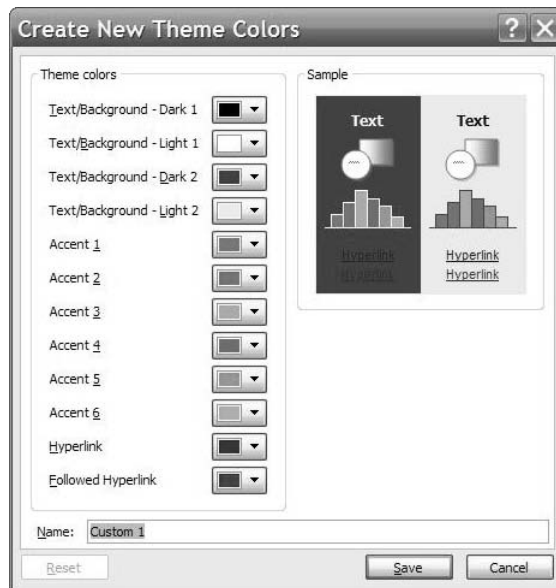 Create New Theme Colors
Theme colors
Text/Background - Dark 1
Text/Background - Light 1
Text/Background - Dark 2
Text/Background - Light 2
Accent 1
Accent 2
Accent 3
Accent 4
Accent 5
Accent 6
Hyperlink
Followed Hyperlink
Sample
Text Text
Hyperlink Hyperlink
Hyperlink Hyperlink
Name: Custom 1
Reset Save Cancel